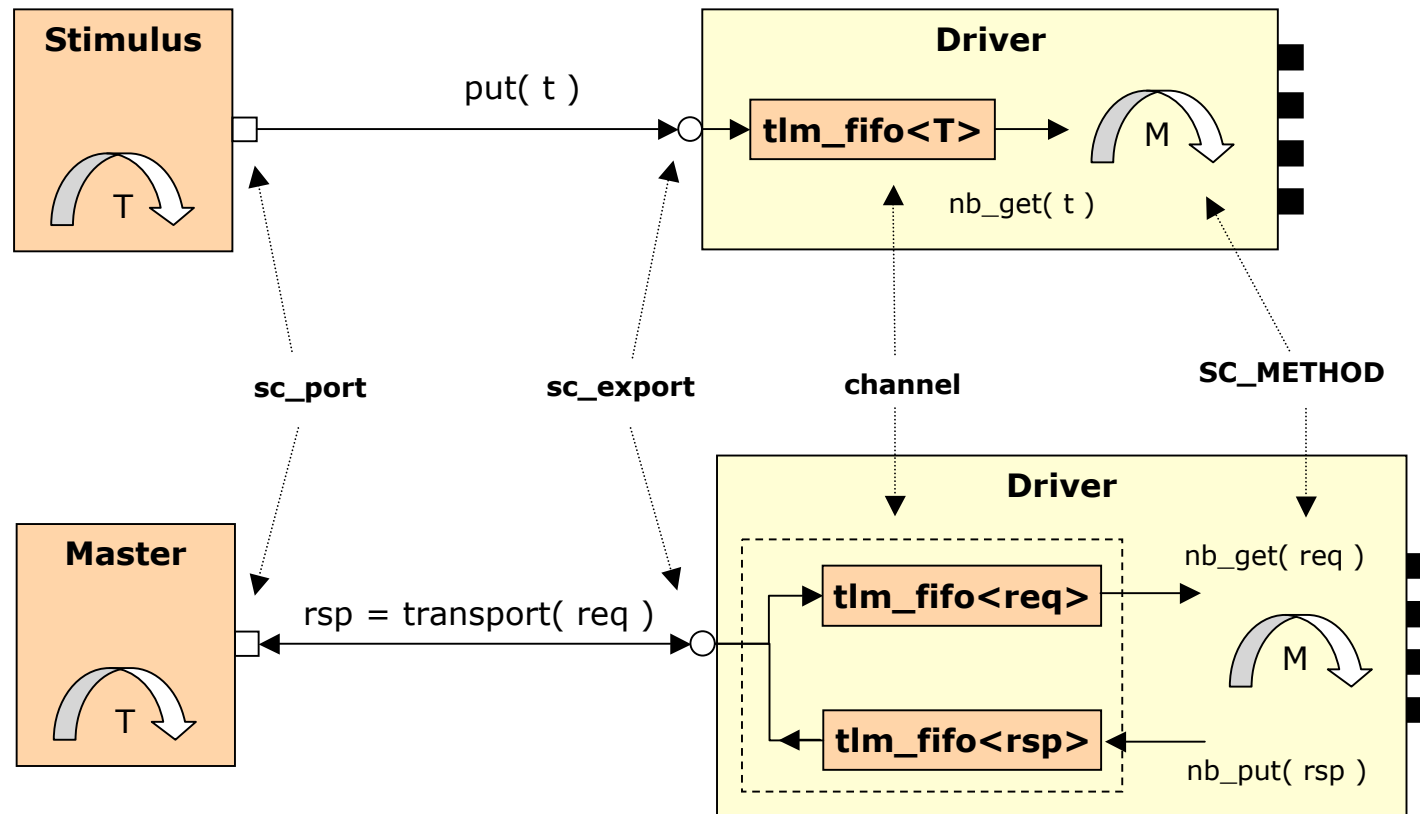 Stimulus
Driver
put( t )
tlm_fifo<T>
M
T
nb_get( t )
sc_port
sc_export
channel
SC_METHOD
Driver
Master
nb_get( req )
tlm_fifo<req>
rsp = transport( req )
M
T
tlm_fifo<rsp>
nb_put( rsp )